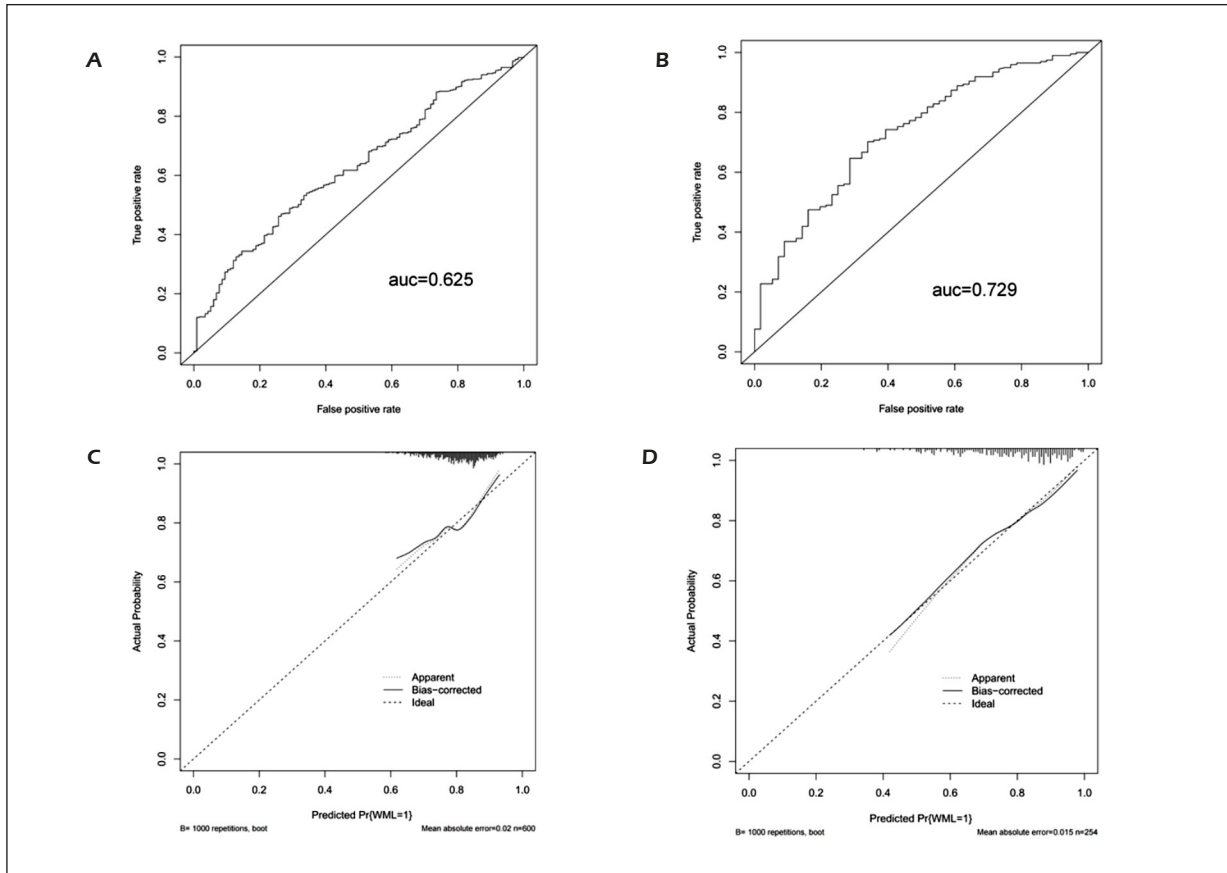 A
1.0
0.8
0.6
0.4
0.2
0.0
True positive rate
auc=0.625
0.0 0.2 0.4 0.6 0.8 1.0
False positive rate
B
1.0
0.8
0.6
0.4
0.2
0.0
True positive rate
auc=0.729
0.0 0.2 0.4 0.6 0.8 1.0
False positive rate
C
1.0
0.8
0.6
0.4
0.2
0.0
Actual Probability
Apparent
Bias-corrected
Ideal
0.0 0.2 0.4 0.6 0.8 1.0
Predicted Pr{WML=1}
B= 1000 repetitions, boot Mean absolute error=0.02 n=600
D
1.0
0.8
0.6
0.4
0.2
0.0
Actual Probability
Apparent
Bias-corrected
Ideal
0.0 0.2 0.4 0.6 0.8 1.0
Predicted Pr{WML=1}
B= 1000 repetitions, boot Mean absolute error=0.015 n=254